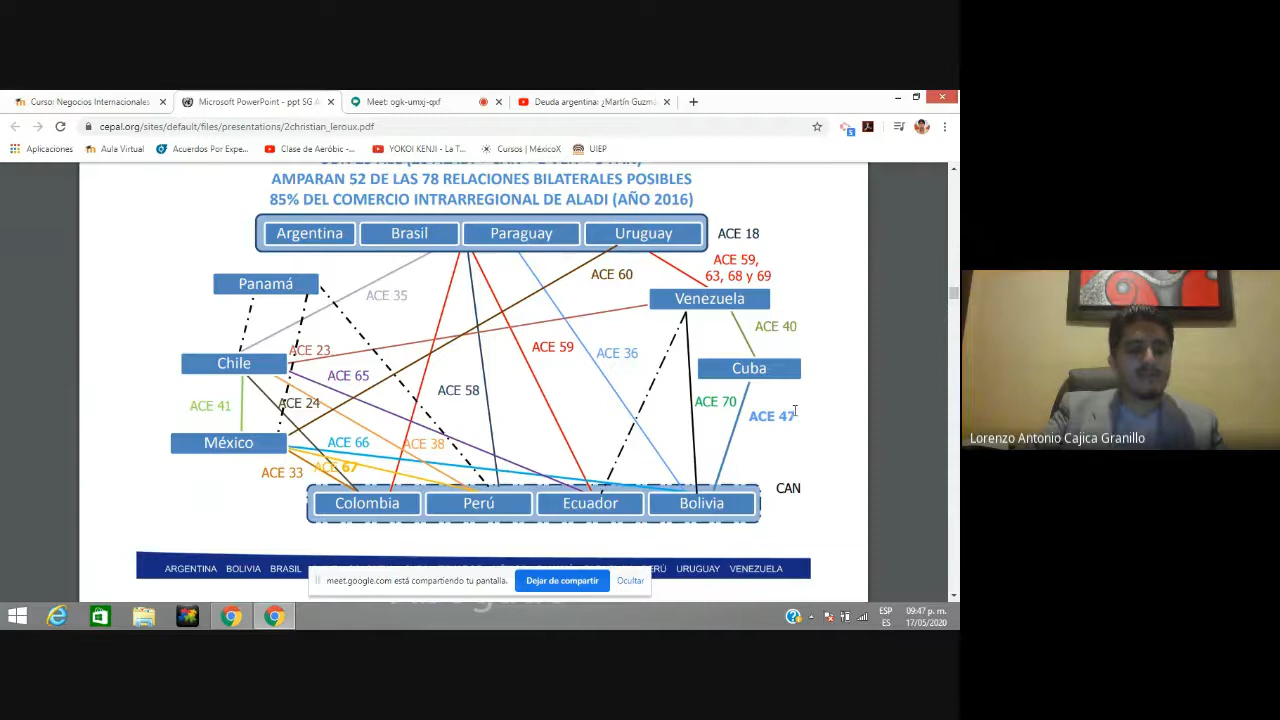 Curso: Negocios Internacionales
Microsoft PowerPoint - ppt SG A
Meet: ogk-umxj-qxf
Deuda argentina: ¿Martín Guzmá
cepal.org/sites/default/files/presentations/2christian_leroux.pdf
Aplicaciones
Aula Virtual
Acuerdos Por Expe...
Clase de Aeróbic -...
YOKOI KENJI - La T...
Cursos | MéxicoX
UIEP
AMPARAN 52 DE LAS 78 RELACIONES BILATERALES POSIBLES
85% DEL COMERCIO INTRARREGIONAL DE ALADI (AÑO 2016)
Argentina
Brasil
Paraguay
Uruguay
ACE 18
ACE 59,
63, 68 y 69
ACE 60
Panamá
ACE 35
Venezuela
ACE 40
ACE 23
ACE 59
ACE 36
Chile
ACE 65
Cuba
ACE 58
ACE 70
ACE 41
ACE 24
ACE 47
México
ACE 66
ACE 38
ACE 33
ACE 67
CAN
Colombia
Perú
Ecuador
Bolivia
ARGENTINA BOLIVIA BRASIL
PERÚ URUGUAY VENEZUELA
meet.google.com está compartiendo tu pantalla.
Dejar de compartir
Ocultar
ESP
ES
09:47 p. m.
17/05/2020
Lorenzo Antonio Cajica Granillo